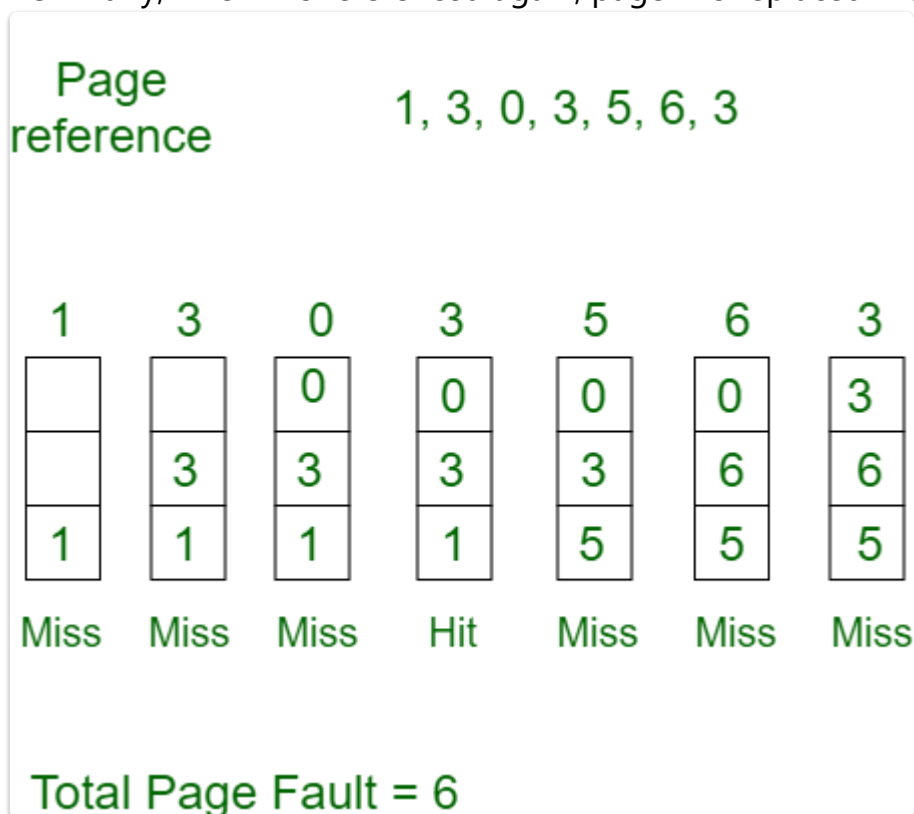 Page
reference
1, 3, 0, 3, 5, 6, 3
1 3 0 3 5 6 3
0 0 0 0 3
3 3 3 3 6 6
1 1 1 1 5 5 5
Miss Miss Miss Hit Miss Miss Miss
Total Page Fault = 6